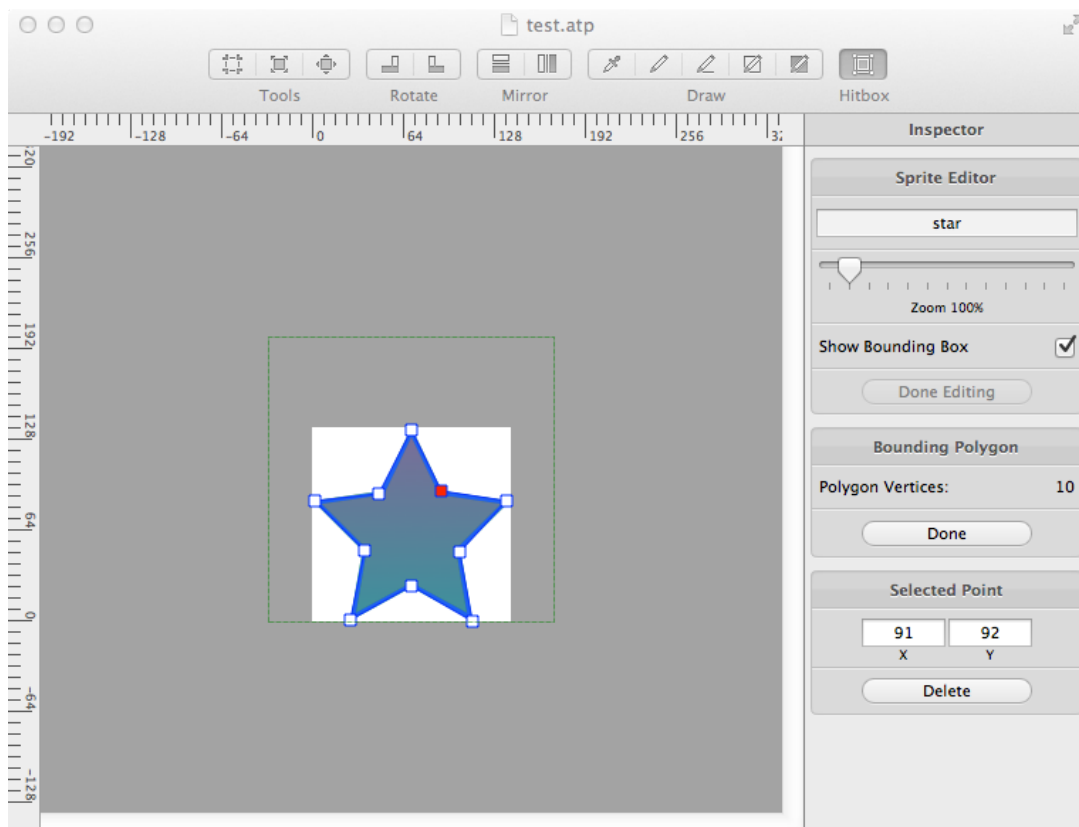 test.atp
Tools Rotate Mirror Draw Hitbox
-192 -128 -64 0 64 128 192 256
Inspector
Sprite Editor
star
Zoom 100%
Show Bounding Box
Done Editing
Bounding Polygon
Polygon Vertices: 10
Done
Selected Point
91 92
X Y
Delete
256
192
128
64
0
-64
-128